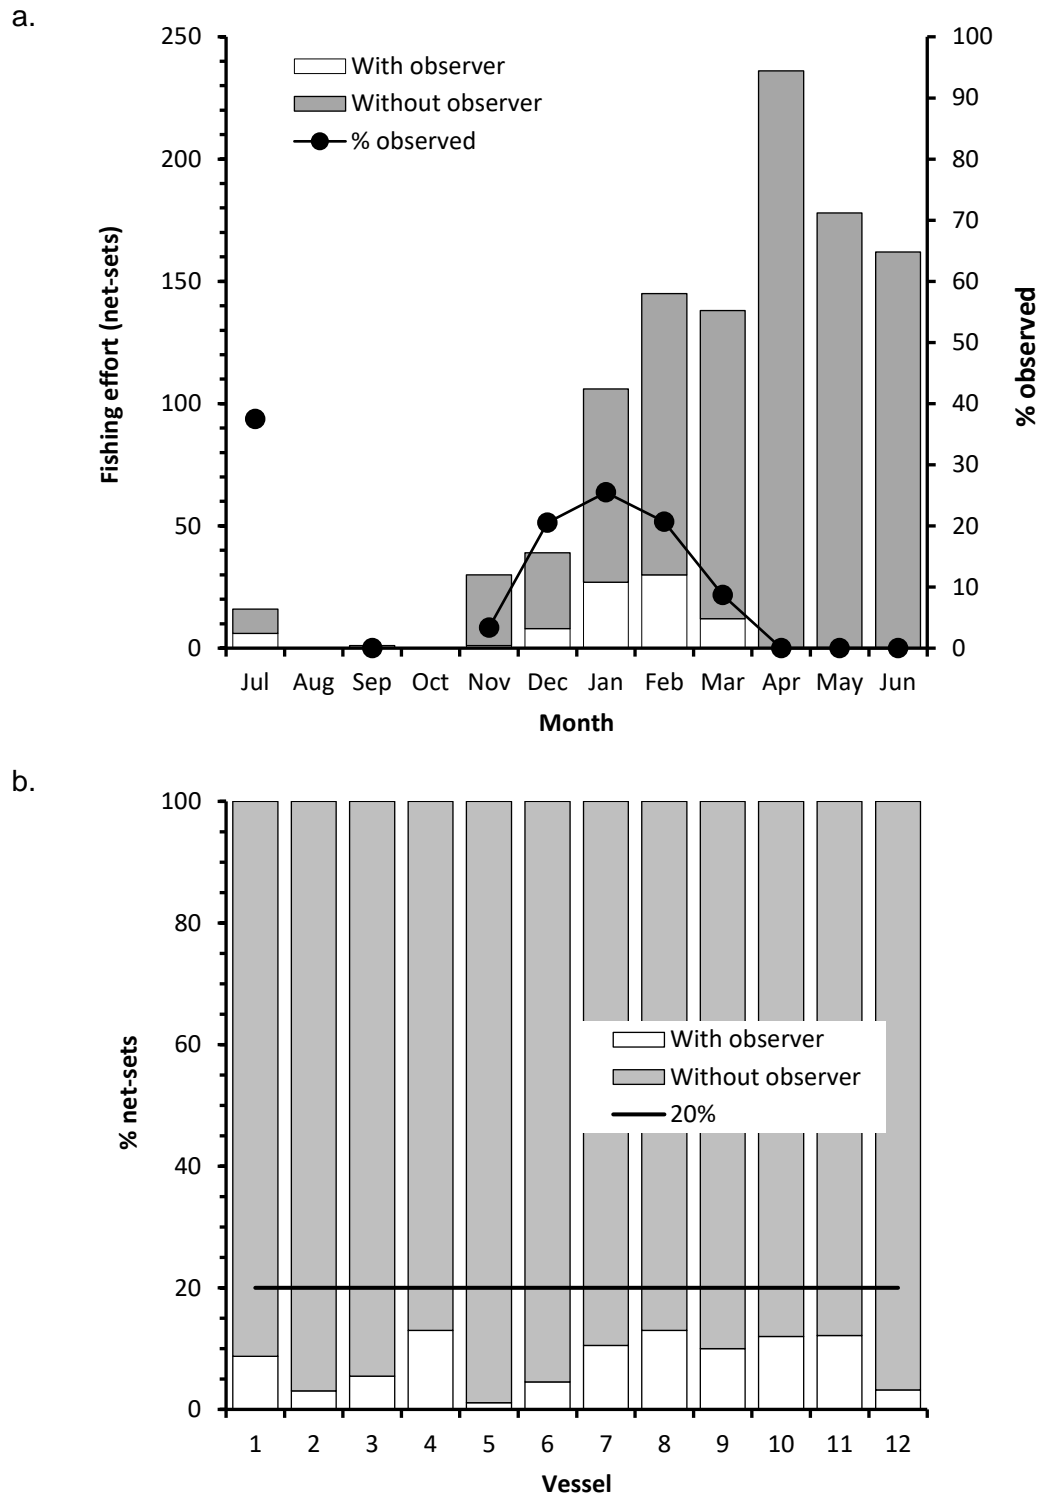 a.
250
200
150
100
50
0
Fishing effort (net-sets)
With observer
Without observer
% observed
100
90
80
70
60
50
40
30
20
10
0
% observed
Jul Aug Sep Oct Nov Dec Jan Feb Mar Apr May Jun
Month
b.
100
80
60
40
20
0
% net-sets
With observer
Without observer
20%
1 2 3 4 5 6 7 8 9 10 11 12
Vessel